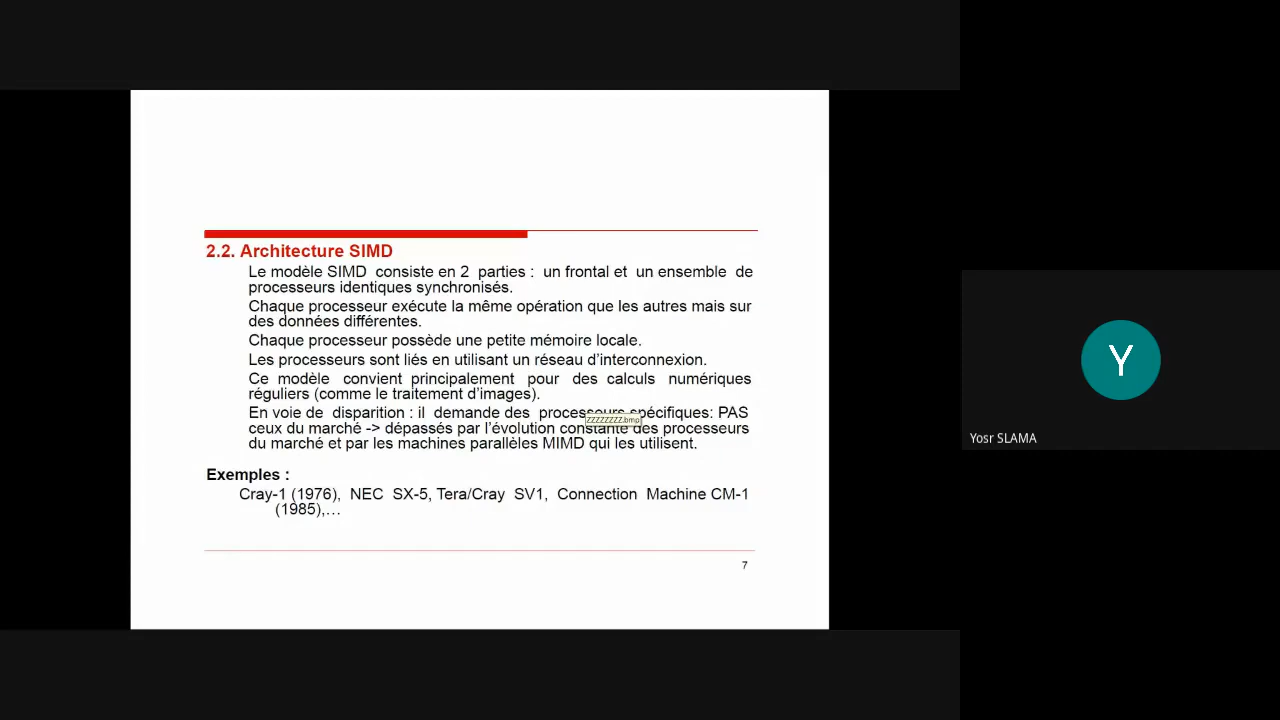 2.2. Architecture SIMD
Le modèle SIMD consiste en 2 parties : un frontal et un ensemble de
processeurs identiques synchronisés.
Chaque processeur exécute la même opération que les autres mais sur
des données différentes.
Chaque processeur possède une petite mémoire locale.
Les processeurs sont liés en utilisant un réseau d'interconnexion.
Ce modèle convient principalement pour des calculs numériques
réguliers (comme le traitement d'images).
En voie de disparition : il demande des processeurs spécifiques: PAS
ZZZZZZZZ.bmp
ceux du marché -> dépassés par l'évolution constante des processeurs
du marché et par les machines parallèles MIMD qui les utilisent.
Exemples :
Cray-1 (1976), NEC SX-5, Tera/Cray SV1, Connection Machine CM-1
(1985),…
7
Y
Yosr SLAMA